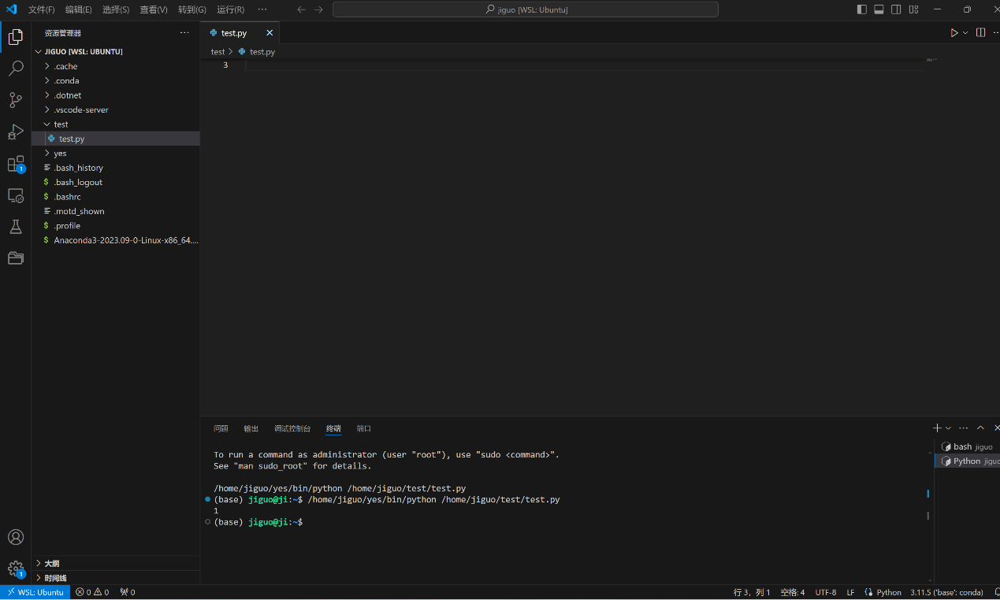 文件(F) 编辑(E) 选择(S) 查看(V) 转到(G) 运行(R) ··· jiguo [WSL: Ubuntu]
资源管理器 ···
JIGUO [WSL: UBUNTU]
.cache
.conda
.dotnet
.vscode-server
test
test.py
yes
.bash_history
.bash_logout
.bashrc
.motd_shown
.profile
Anaconda3-2023.09-0-Linux-x86_64....
大纲
时间线
1
1
test.py
test > test.py
3
问题 输出 调试控制台 终端 端口
To run a command as administrator (user "root"), use "sudo <command>".
See "man sudo_root" for details.
/home/jiguo/yes/bin/python /home/jiguo/test/test.py
(base) jiguo@ji:~$ /home/jiguo/yes/bin/python /home/jiguo/test/test.py
1
(base) jiguo@ji:~$
bash jiguo
Python jiguo
WSL: Ubuntu 0 0 0 行 3，列 1 空格: 4 UTF-8 LF Python 3.11.5 ('base': conda)